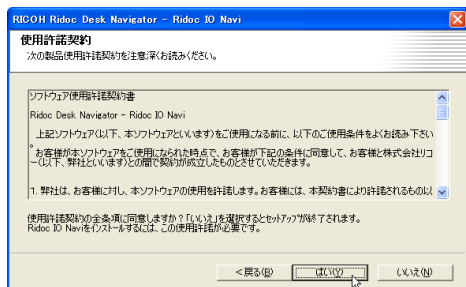 RICOH Ridoc Desk Navigator - Ridoc IO Navi
使用許諾契約
次の製品使用許諾契約を注意深くお読みください。
ソフトウェア使用許諾契約書
Ridoc Desk Navigator - Ridoc IO Navi
上記ソフトウェア(以下、本ソフトウェアといいます)をご使用になる前に、以下のご使用条件をよくお読み下さい
。
お客様が本ソフトウェアをご使用になられた時点で、お客様が下記の条件に同意して、お客様と株式会社リコ
ー(以下、弊社といいます)との間で契約が成立したものとさせていただきます。
1. 弊社は、お客様に対し、本ソフトウェアの使用を許諾します。お客様には、本契約書により許諾されるもの以
使用許諾契約の全条項に同意しますか?「いいえ」を選択するとセットアップが終了されます。
Ridoc IO Naviをインストールするには、この使用許諾が必要です。
<戻る(B) はい(Y) いいえ(N)